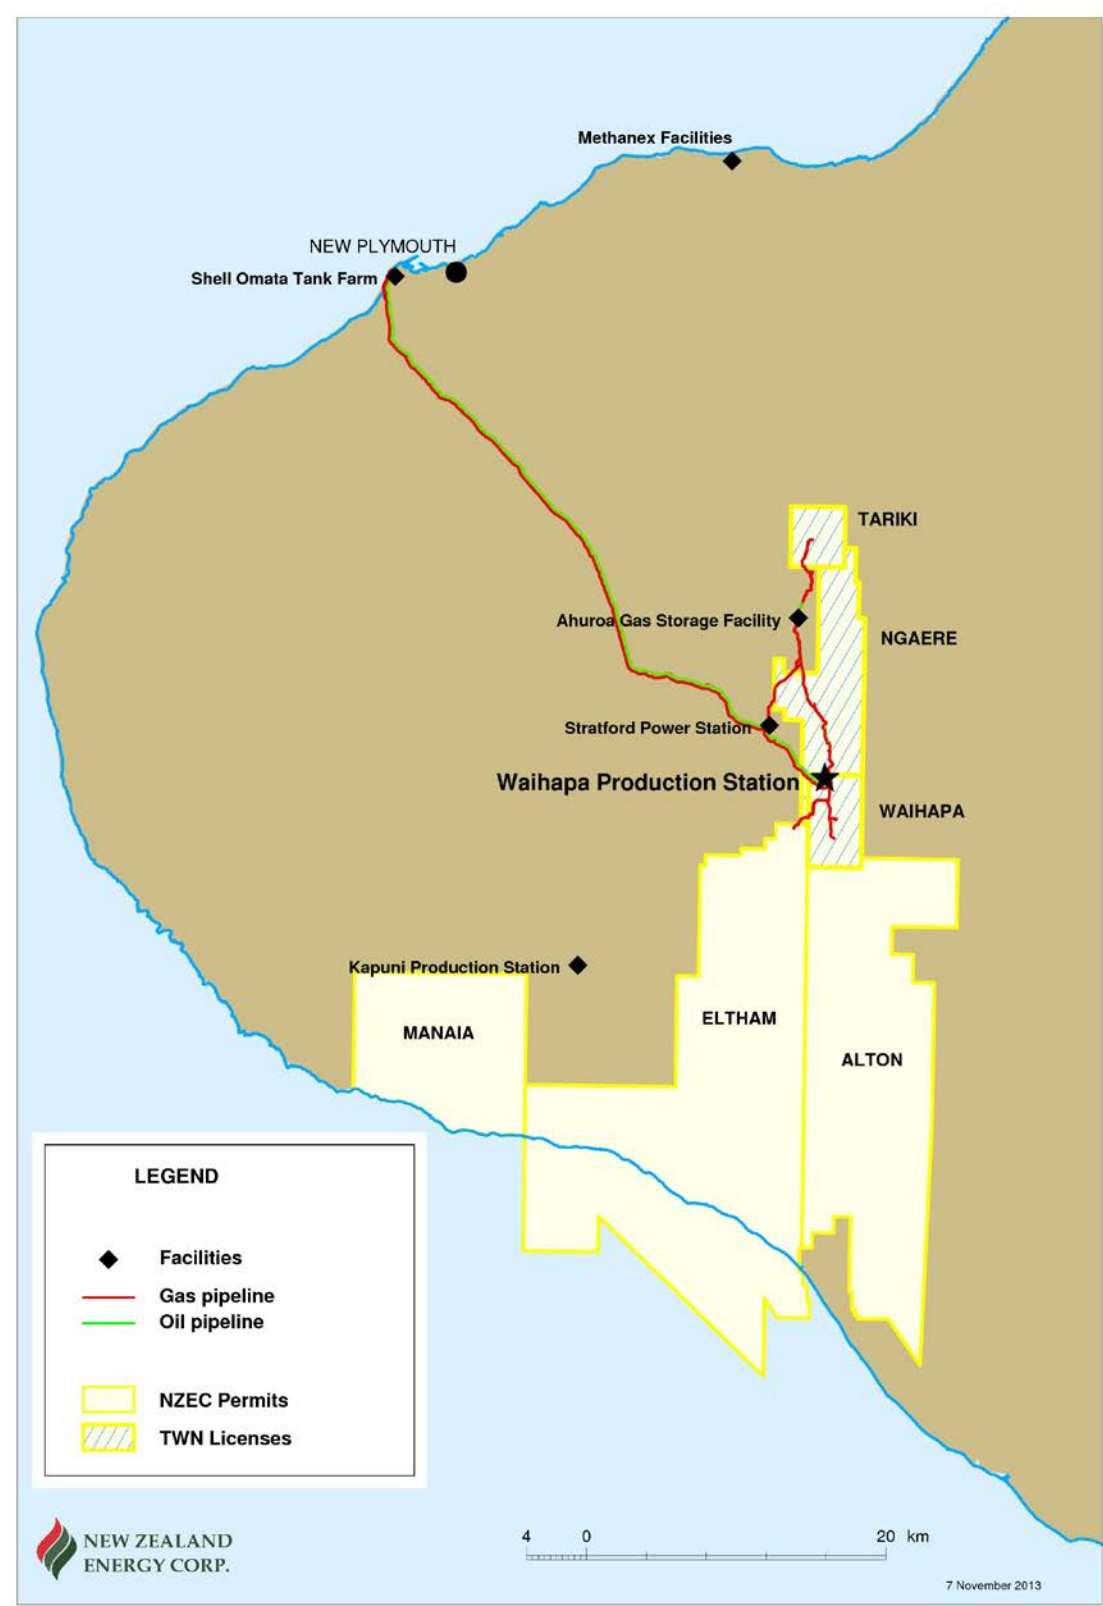 Methanex Facilities
NEW PLYMOUTH
Shell Omata Tank Farm
TARIKI
Ahuroa Gas Storage Facility
NGAERE
Stratford Power Station
Waihapa Production Station
WAIHAPA
Kapuni Production Station
MANAIA
ELTHAM
ALTON
LEGEND
Facilities
Gas pipeline
Oil pipeline
NZEC Permits
TWN Licenses
NEW ZEALAND
ENERGY CORP.
4 0 20 km
7 November 2013